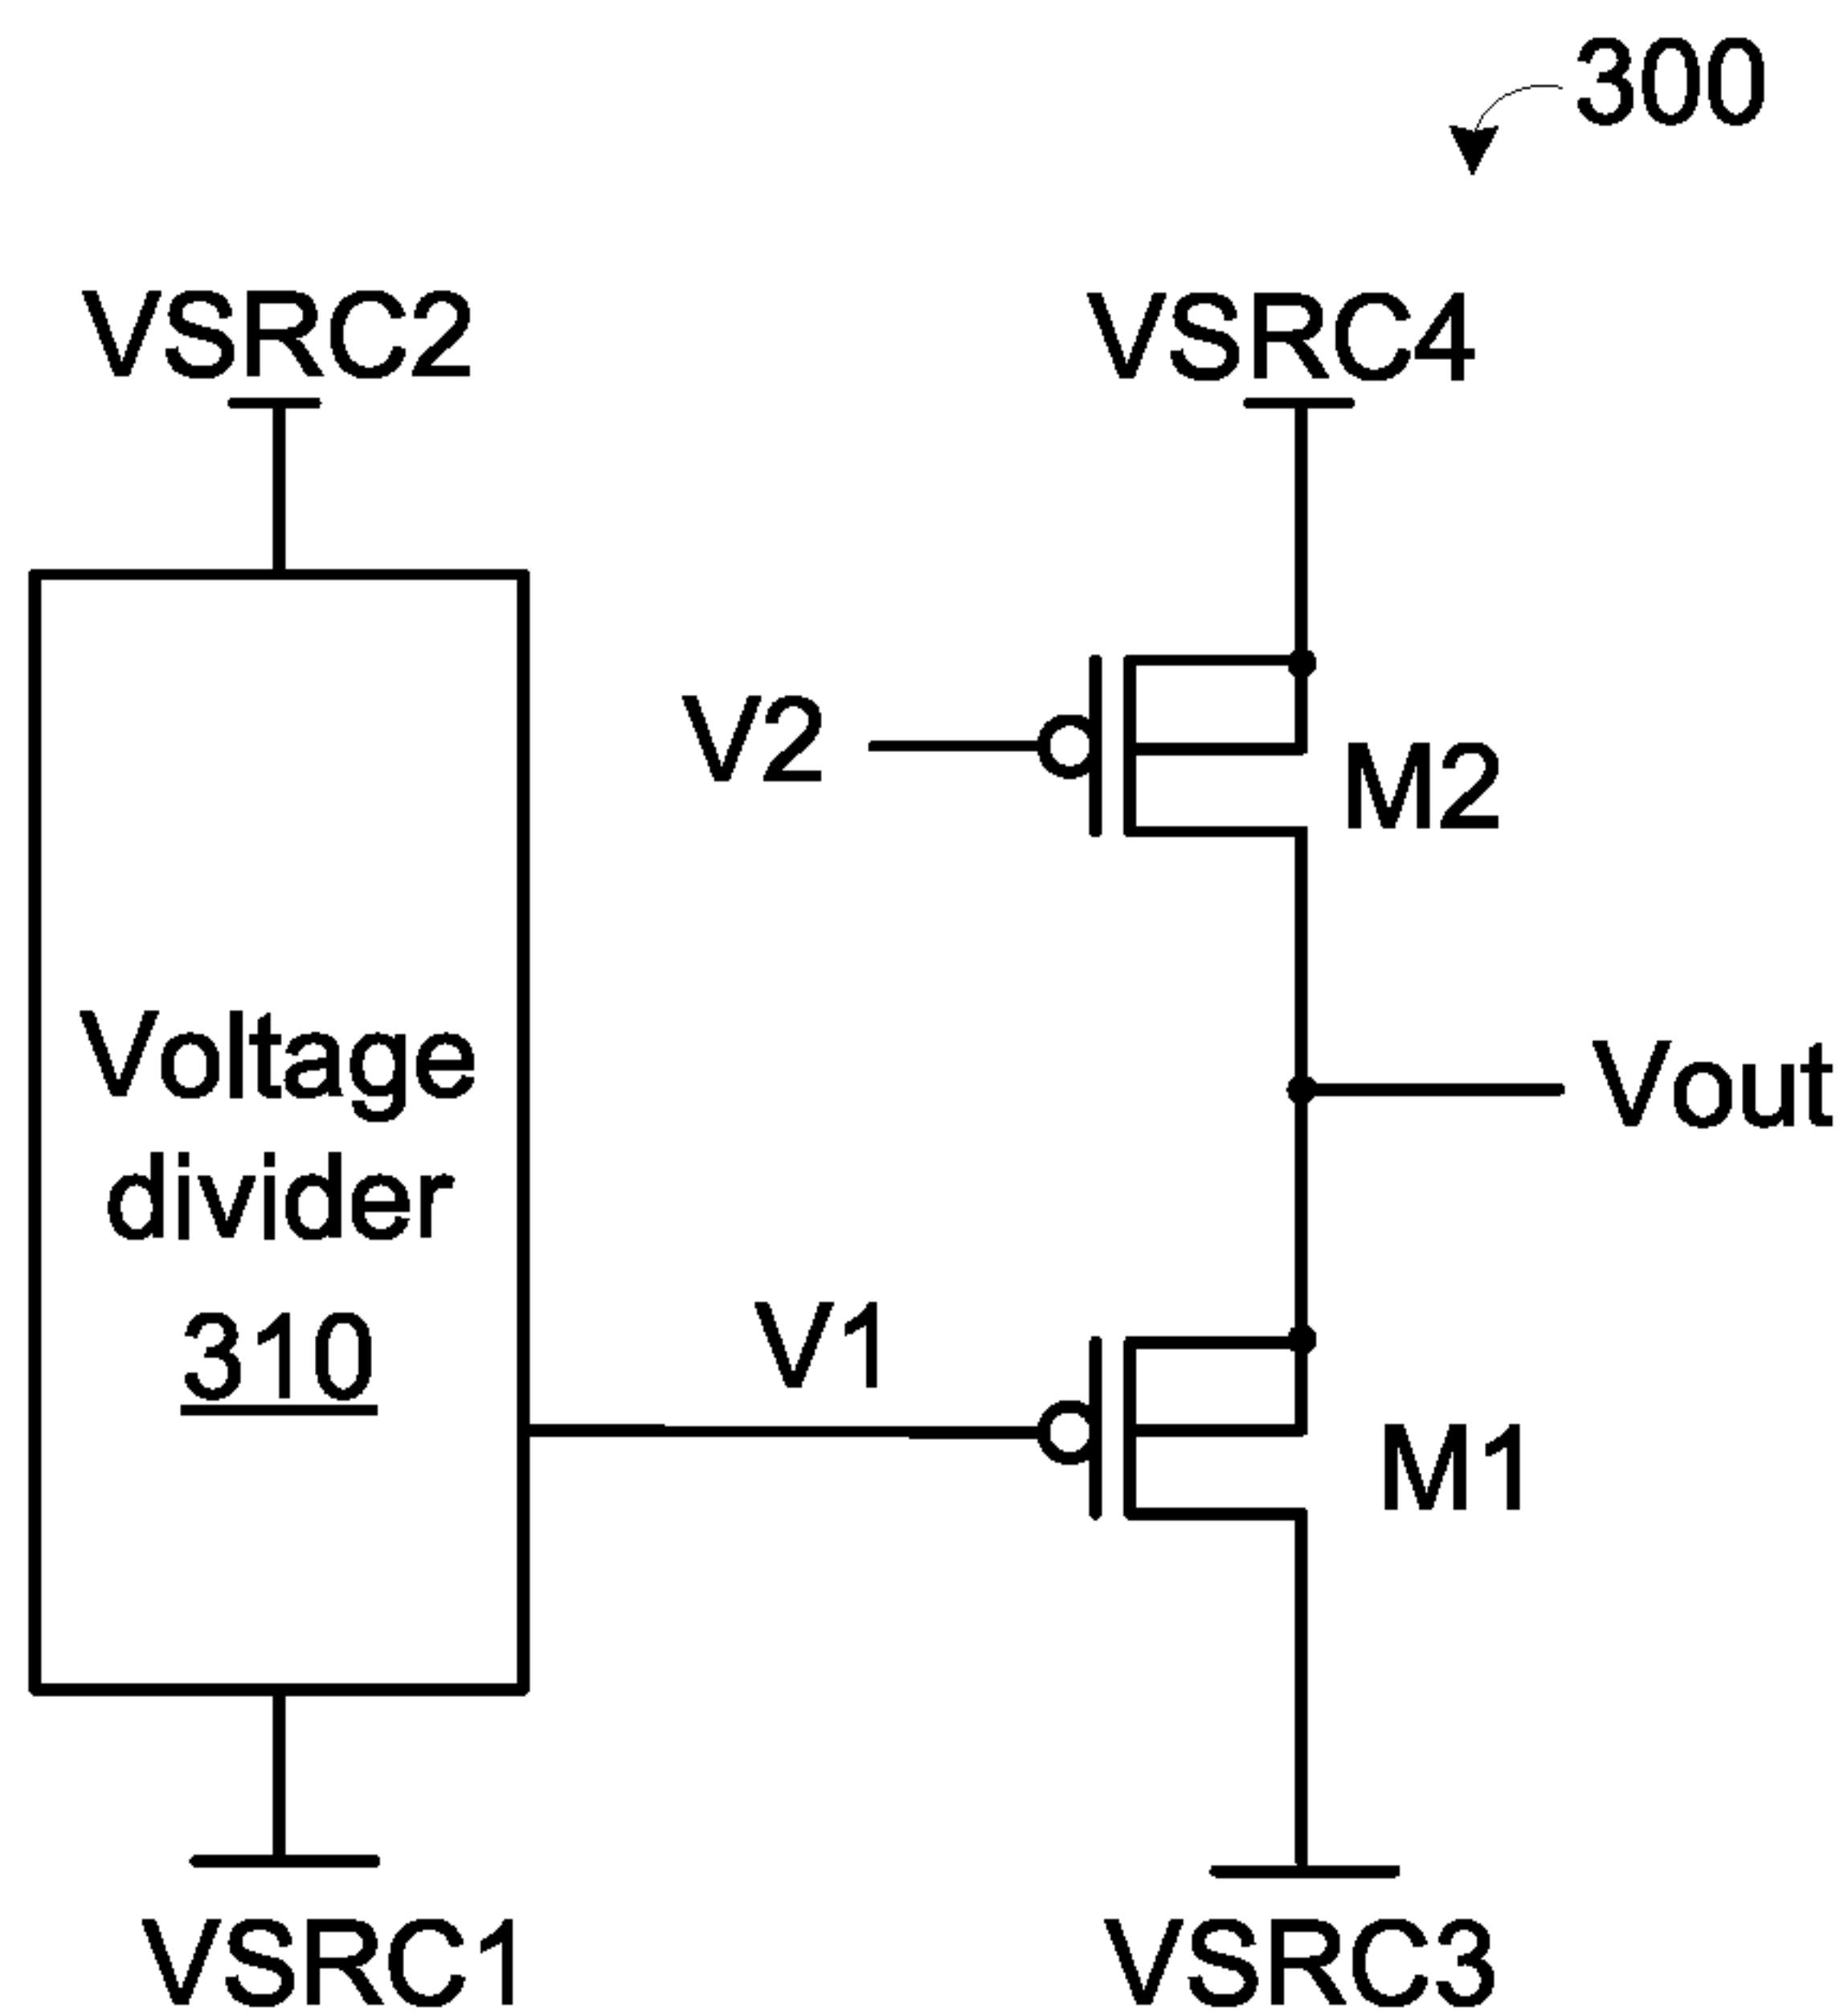 300
VSRC2
VSRC4
V2
M2
Voltage
divider
310
Vout
V1
M1
VSRC1
VSRC3